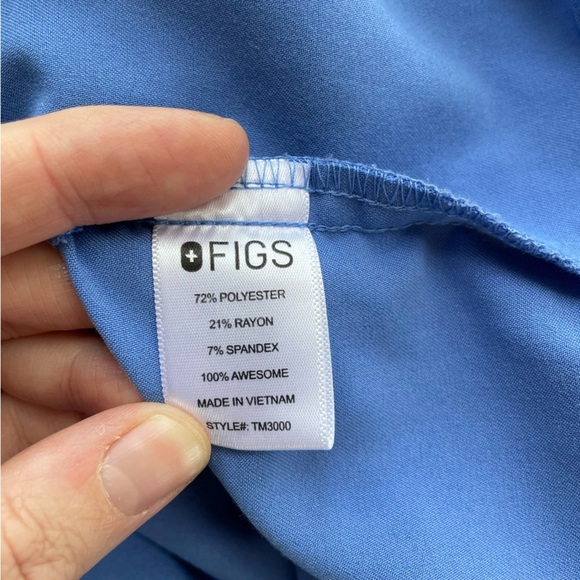 FIGS
72% POLYESTER
21% RAYON
7% SPANDEX
100% AWESOME
MADE IN VIETNAM
STYLE#: TM3000